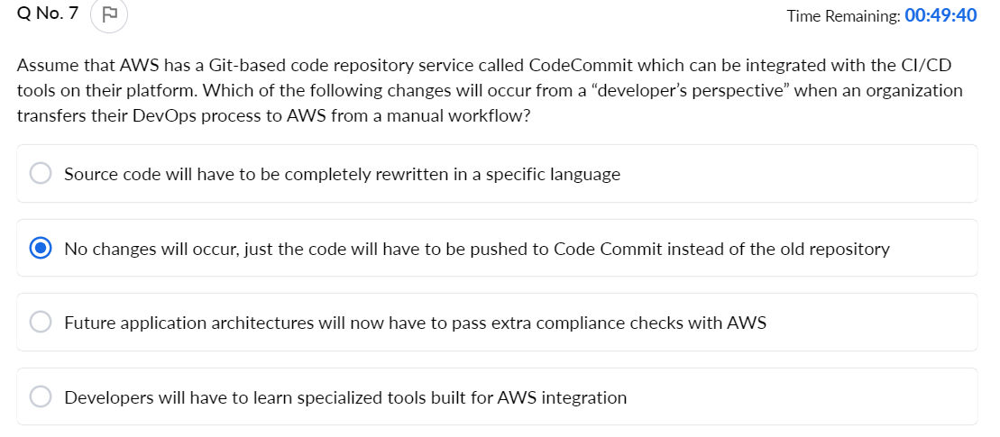 Q No. 7
Time Remaining: 00:49:40
Assume that AWS has a Git-based code repository service called CodeCommit which can be integrated with the CI/CD
tools on their platform. Which of the following changes will occur from a “developer’s perspective” when an organization
transfers their DevOps process to AWS from a manual workflow?
Source code will have to be completely rewritten in a specific language
No changes will occur, just the code will have to be pushed to Code Commit instead of the old repository
Future application architectures will now have to pass extra compliance checks with AWS
Developers will have to learn specialized tools built for AWS integration